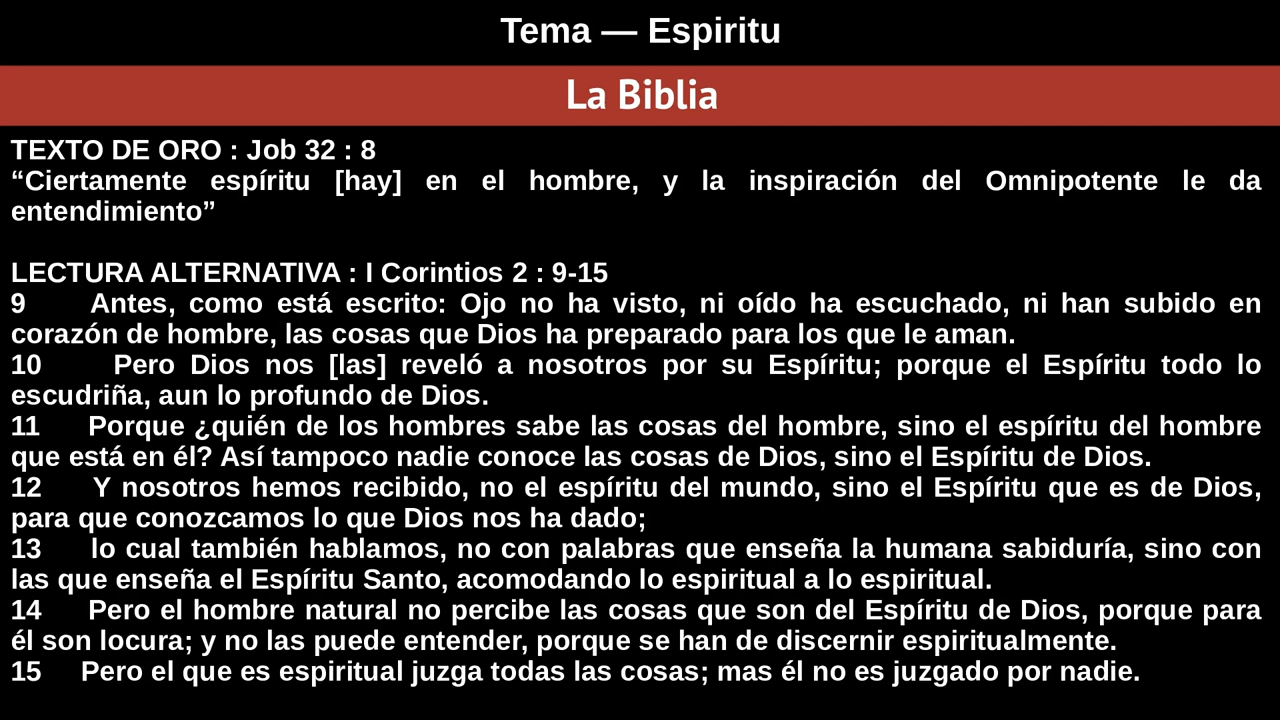 Tema — Espiritu
La Biblia
TEXTO DE ORO : Job 32 : 8
“Ciertamente espíritu [hay] en el hombre, y la inspiración del Omnipotente le da
entendimiento”
LECTURA ALTERNATIVA : I Corintios 2 : 9-15
9 Antes, como está escrito: Ojo no ha visto, ni oído ha escuchado, ni han subido en
corazón de hombre, las cosas que Dios ha preparado para los que le aman.
10 Pero Dios nos [las] reveló a nosotros por su Espíritu; porque el Espíritu todo lo
escudriña, aun lo profundo de Dios.
11 Porque ¿quién de los hombres sabe las cosas del hombre, sino el espíritu del hombre
que está en él? Así tampoco nadie conoce las cosas de Dios, sino el Espíritu de Dios.
12 Y nosotros hemos recibido, no el espíritu del mundo, sino el Espíritu que es de Dios,
para que conozcamos lo que Dios nos ha dado;
13 lo cual también hablamos, no con palabras que enseña la humana sabiduría, sino con
las que enseña el Espíritu Santo, acomodando lo espiritual a lo espiritual.
14 Pero el hombre natural no percibe las cosas que son del Espíritu de Dios, porque para
él son locura; y no las puede entender, porque se han de discernir espiritualmente.
15 Pero el que es espiritual juzga todas las cosas; mas él no es juzgado por nadie.